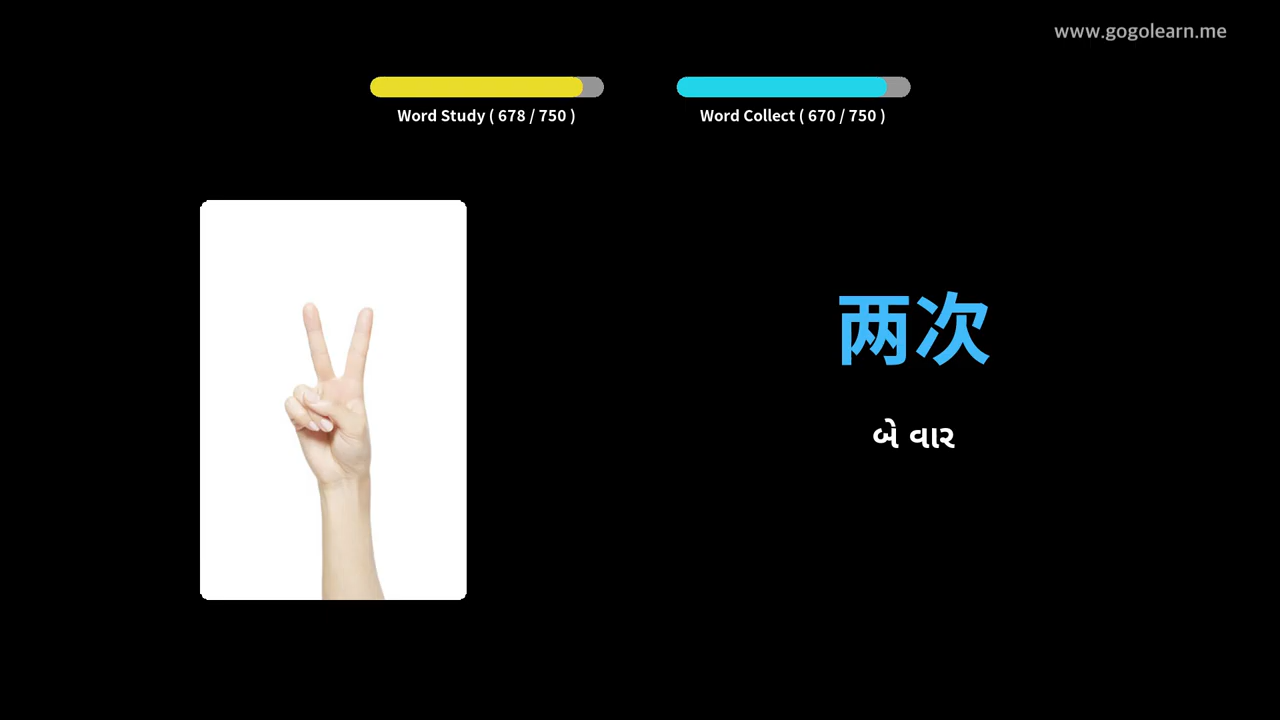 www.gogolearn.me
Word Study ( 678 / 750 )
Word Collect ( 670 / 750 )
两次
બે વાર